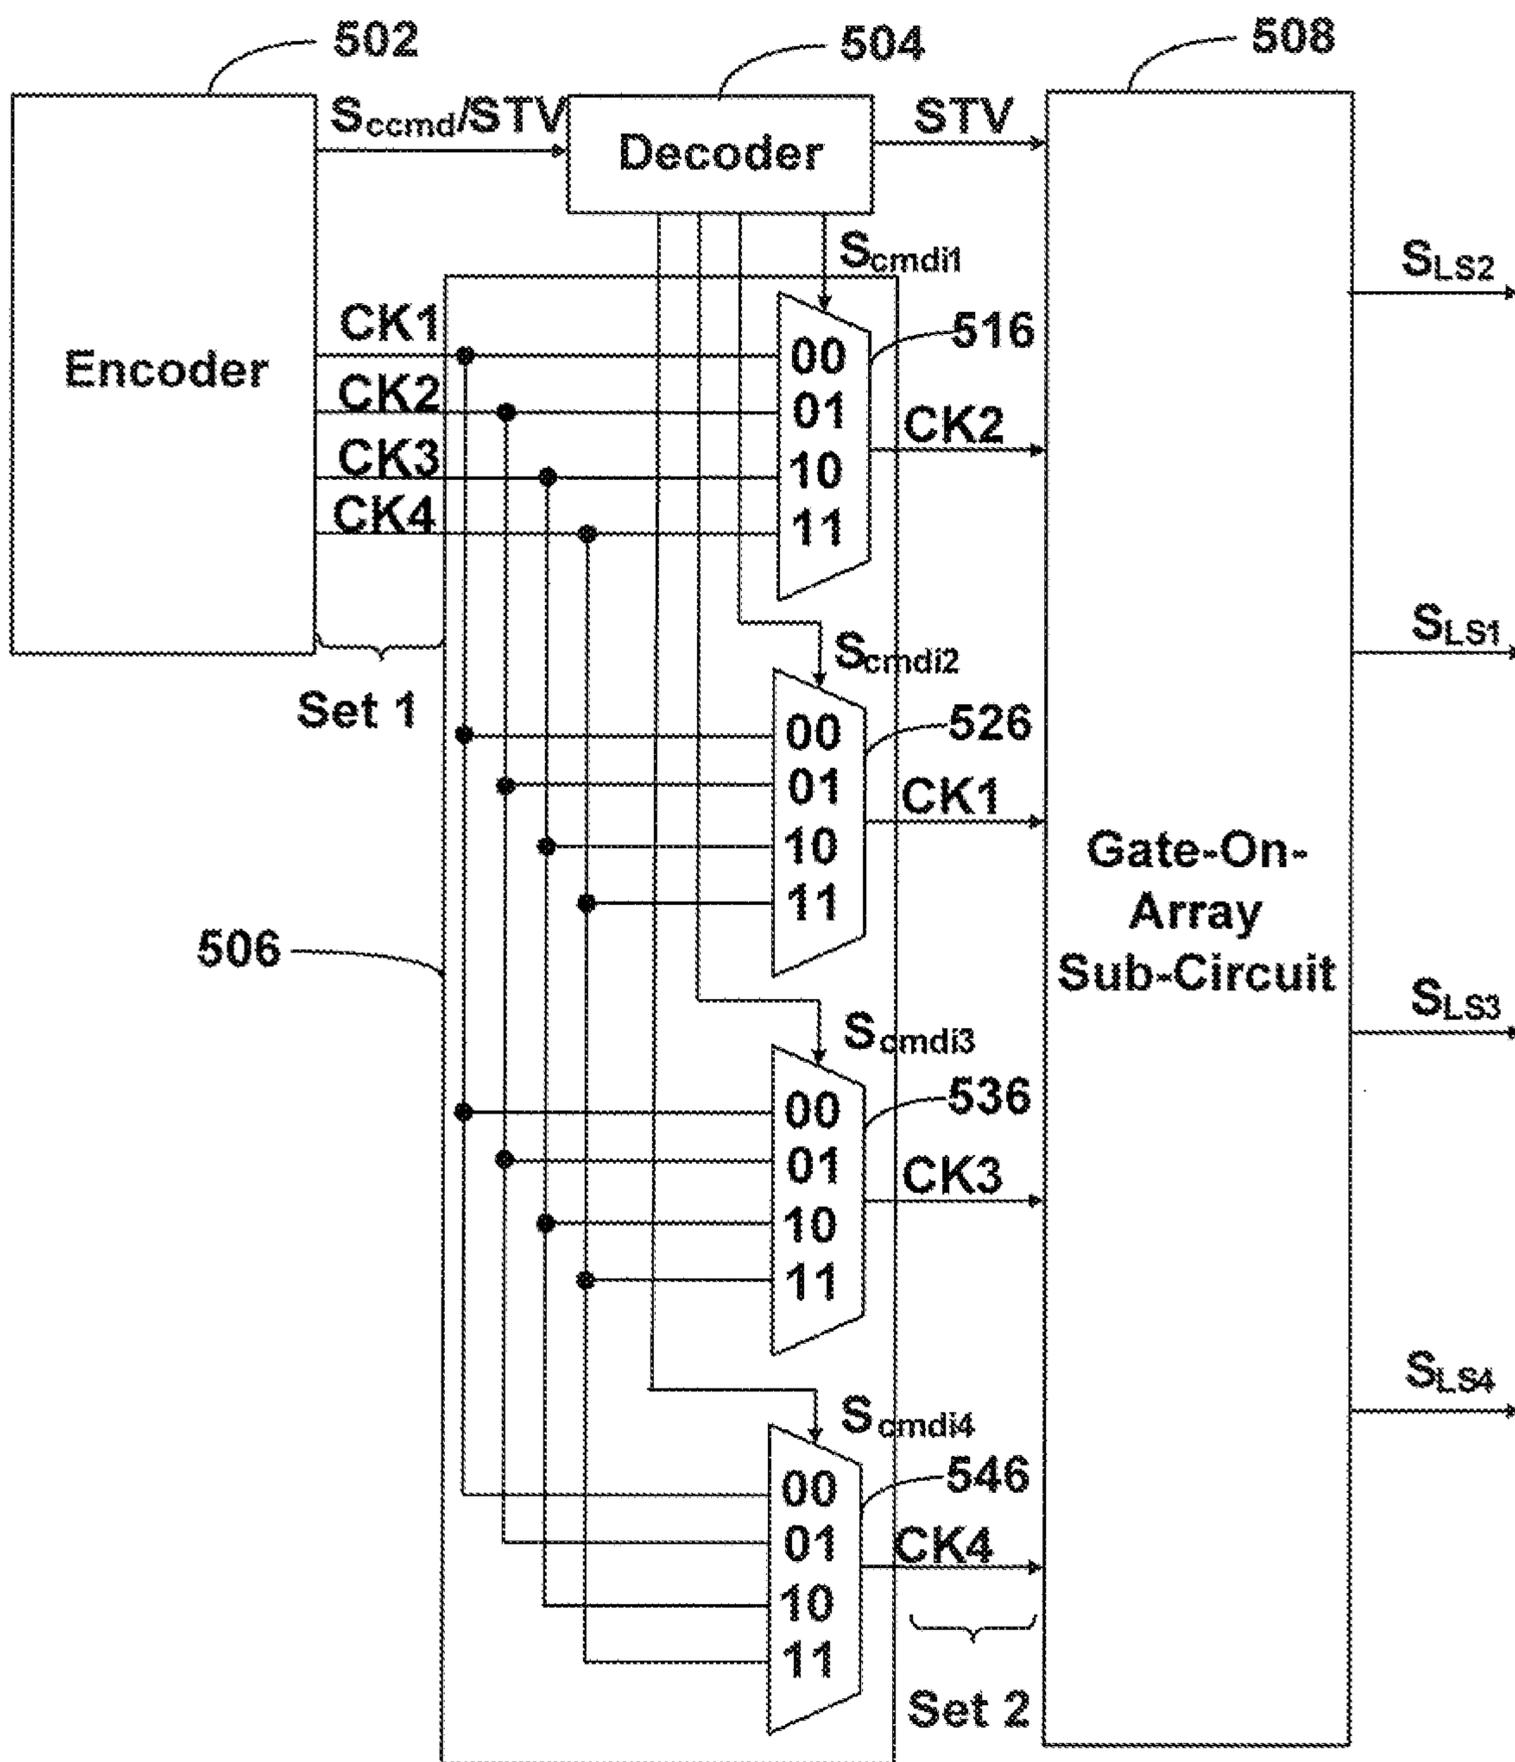 502
504
508
Sccmd/STV
Decoder
STV
Scmdi1
SLS2
CK1
516
Encoder
00
CK2
01
CK2
CK3
10
CK4
11
SLS1
Scmdi2
Set 1
526
00
01
CK1
10
Gate-On-
Array
Sub-Circuit
11
506
SLS3
Scmdi3
536
00
01
CK3
10
11
SLS4
Scmdi4
546
00
01
CK4
10
11
Set 2